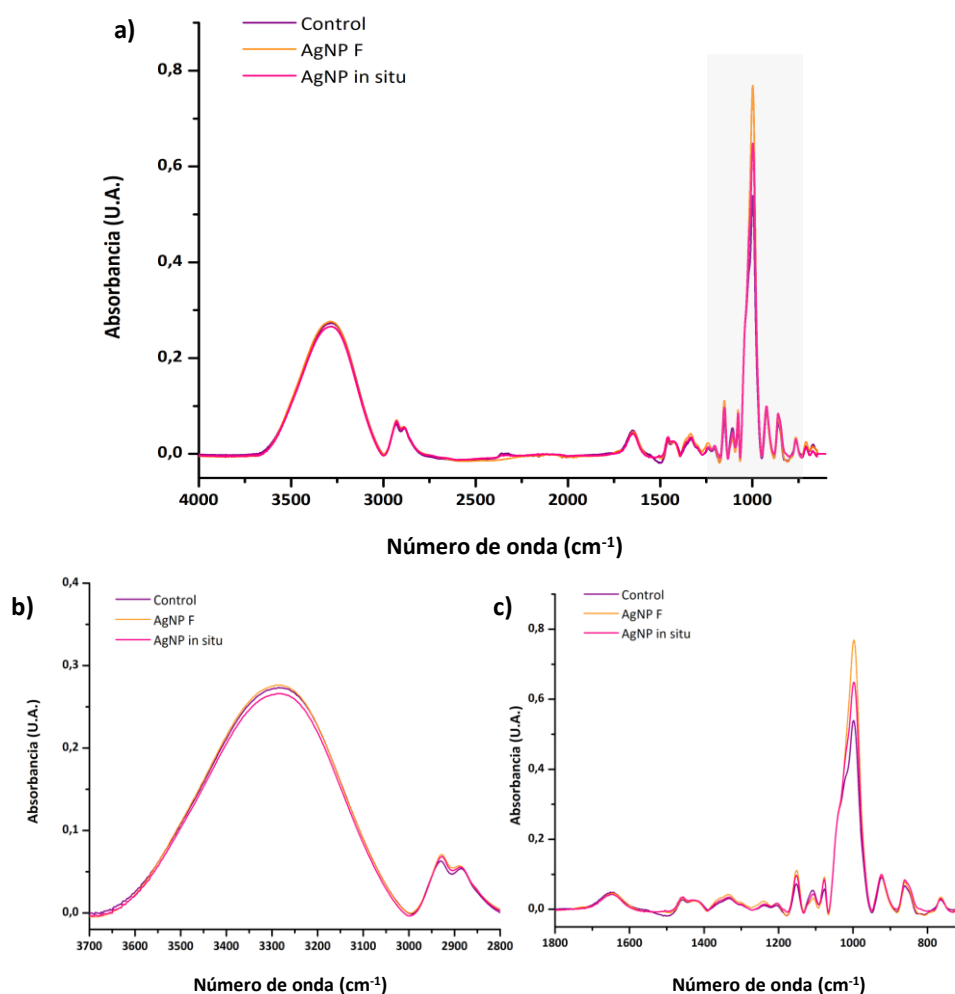 a)
Control
AgNP F
AgNP in situ
0,8
0,6
0,4
0,2
0,0
Absorbancia (U.A.)
4000 3500 3000 2500 2000 1500 1000
Número de onda (cm-1)
b)
0,4
0,3
0,2
0,1
0,0
Control
AgNP F
AgNP in situ
Absorbancia (U.A.)
3700 3600 3500 3400 3300 3200 3100 3000 2900 2800
Número de onda (cm-1)
c)
Control
AgNP F
AgNP in situ
0,8
0,6
0,4
0,2
0,0
Absorbancia (U.A.)
1800 1600 1400 1200 1000 800
Número de onda (cm-1)